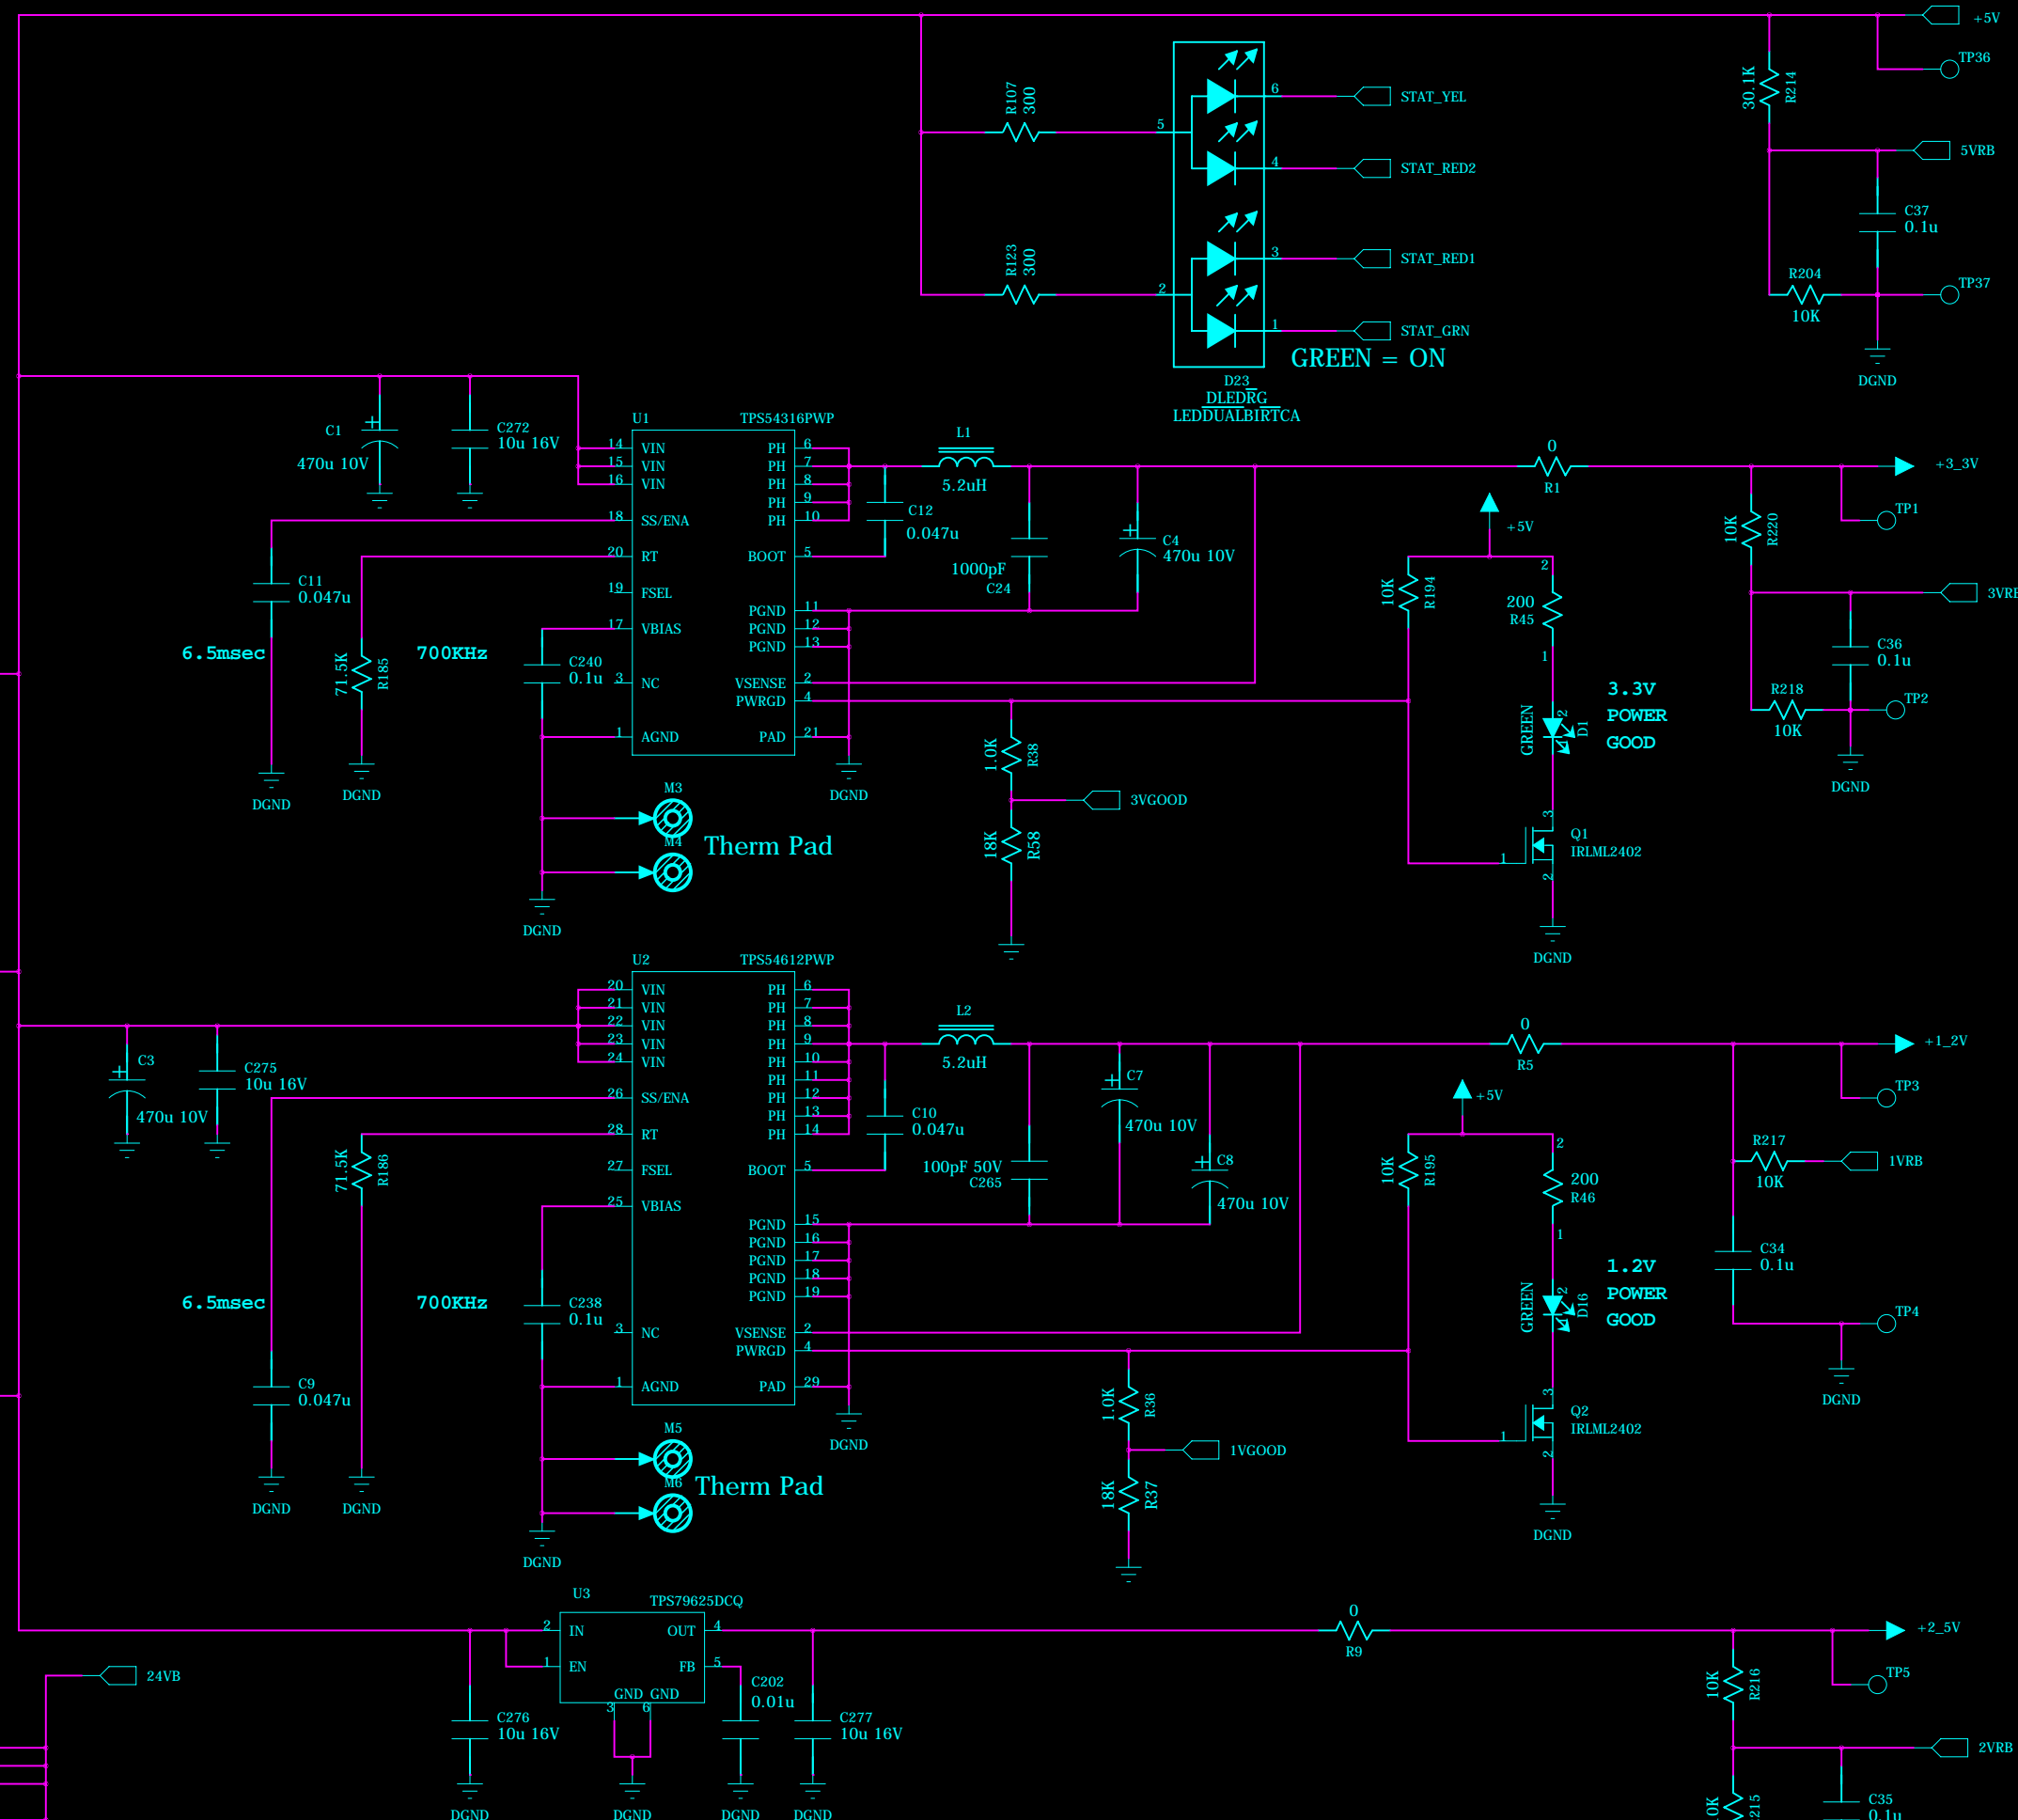 +5V
TP36
R214
30.1K
5VRB
C37
0.1u
R204
10K
TP37
DGND
R107
300
5
6
STAT_YEL
4
STAT_RED2
R123
300
2
3
STAT_RED1
1
STAT_GRN
GREEN = ON
D23
DLEDRG
LEDDUALBIRTCA
C1
470u 10V
C272
10u 16V
U1
TPS54316PWP
14 VIN
15 VIN
16 VIN
18 SS/ENA
20 RT
19 FSEL
17 VBIAS
3 NC
1 AGND
PH 6
PH 7
PH 8
PH 9
PH 10
BOOT 5
PGND 11
PGND 12
PGND 13
VSENSE 2
PWRGD 4
PAD 21
C11
0.047u
6.5msec
DGND
71.5K
R185
DGND
700KHz
C240
0.1u
M3
M4
Therm Pad
DGND
DGND
L1
5.2uH
C12
0.047u
1000pF
C24
C4
470u 10V
1.0K
R38
3VGOOD
18K
R58
0
R1
+3_3V
TP1
+5V
10K
R194
2
200
R45
1
GREEN
2
1
D1
3.3V
POWER
GOOD
3
Q1
IRLML2402
1
2
DGND
10K
R220
3VRB
C36
0.1u
R218
10K
TP2
DGND
C3
470u 10V
C275
10u 16V
U2
TPS54612PWP
20 VIN
21 VIN
22 VIN
23 VIN
24 VIN
26 SS/ENA
28 RT
27 FSEL
25 VBIAS
3 NC
1 AGND
PH 6
PH 7
PH 8
PH 9
PH 10
PH 11
PH 12
PH 13
PH 14
BOOT 5
PGND 15
PGND 16
PGND 17
PGND 18
PGND 19
VSENSE 2
PWRGD 4
PAD 29
71.5K
R186
6.5msec
700KHz
C9
0.047u
DGND
DGND
C238
0.1u
M5
M6
Therm Pad
DGND
DGND
L2
5.2uH
C10
0.047u
100pF 50V
C265
C7
470u 10V
C8
470u 10V
1.0K
R36
1VGOOD
18K
R37
0
R5
+1_2V
TP3
+5V
10K
R195
2
200
R46
1
GREEN
2
1
D16
1.2V
POWER
GOOD
3
Q2
IRLML2402
1
2
DGND
R217
10K
1VRB
C34
0.1u
TP4
DGND
U3
TPS79625DCQ
2 IN
1 EN
OUT 4
FB 5
GND GND
3 6
24VB
C276
10u 16V
C202
0.01u
C277
10u 16V
DGND
DGND
DGND
DGND
0
R9
+2_5V
TP5
10K
R216
2VRB
C35
0.1u